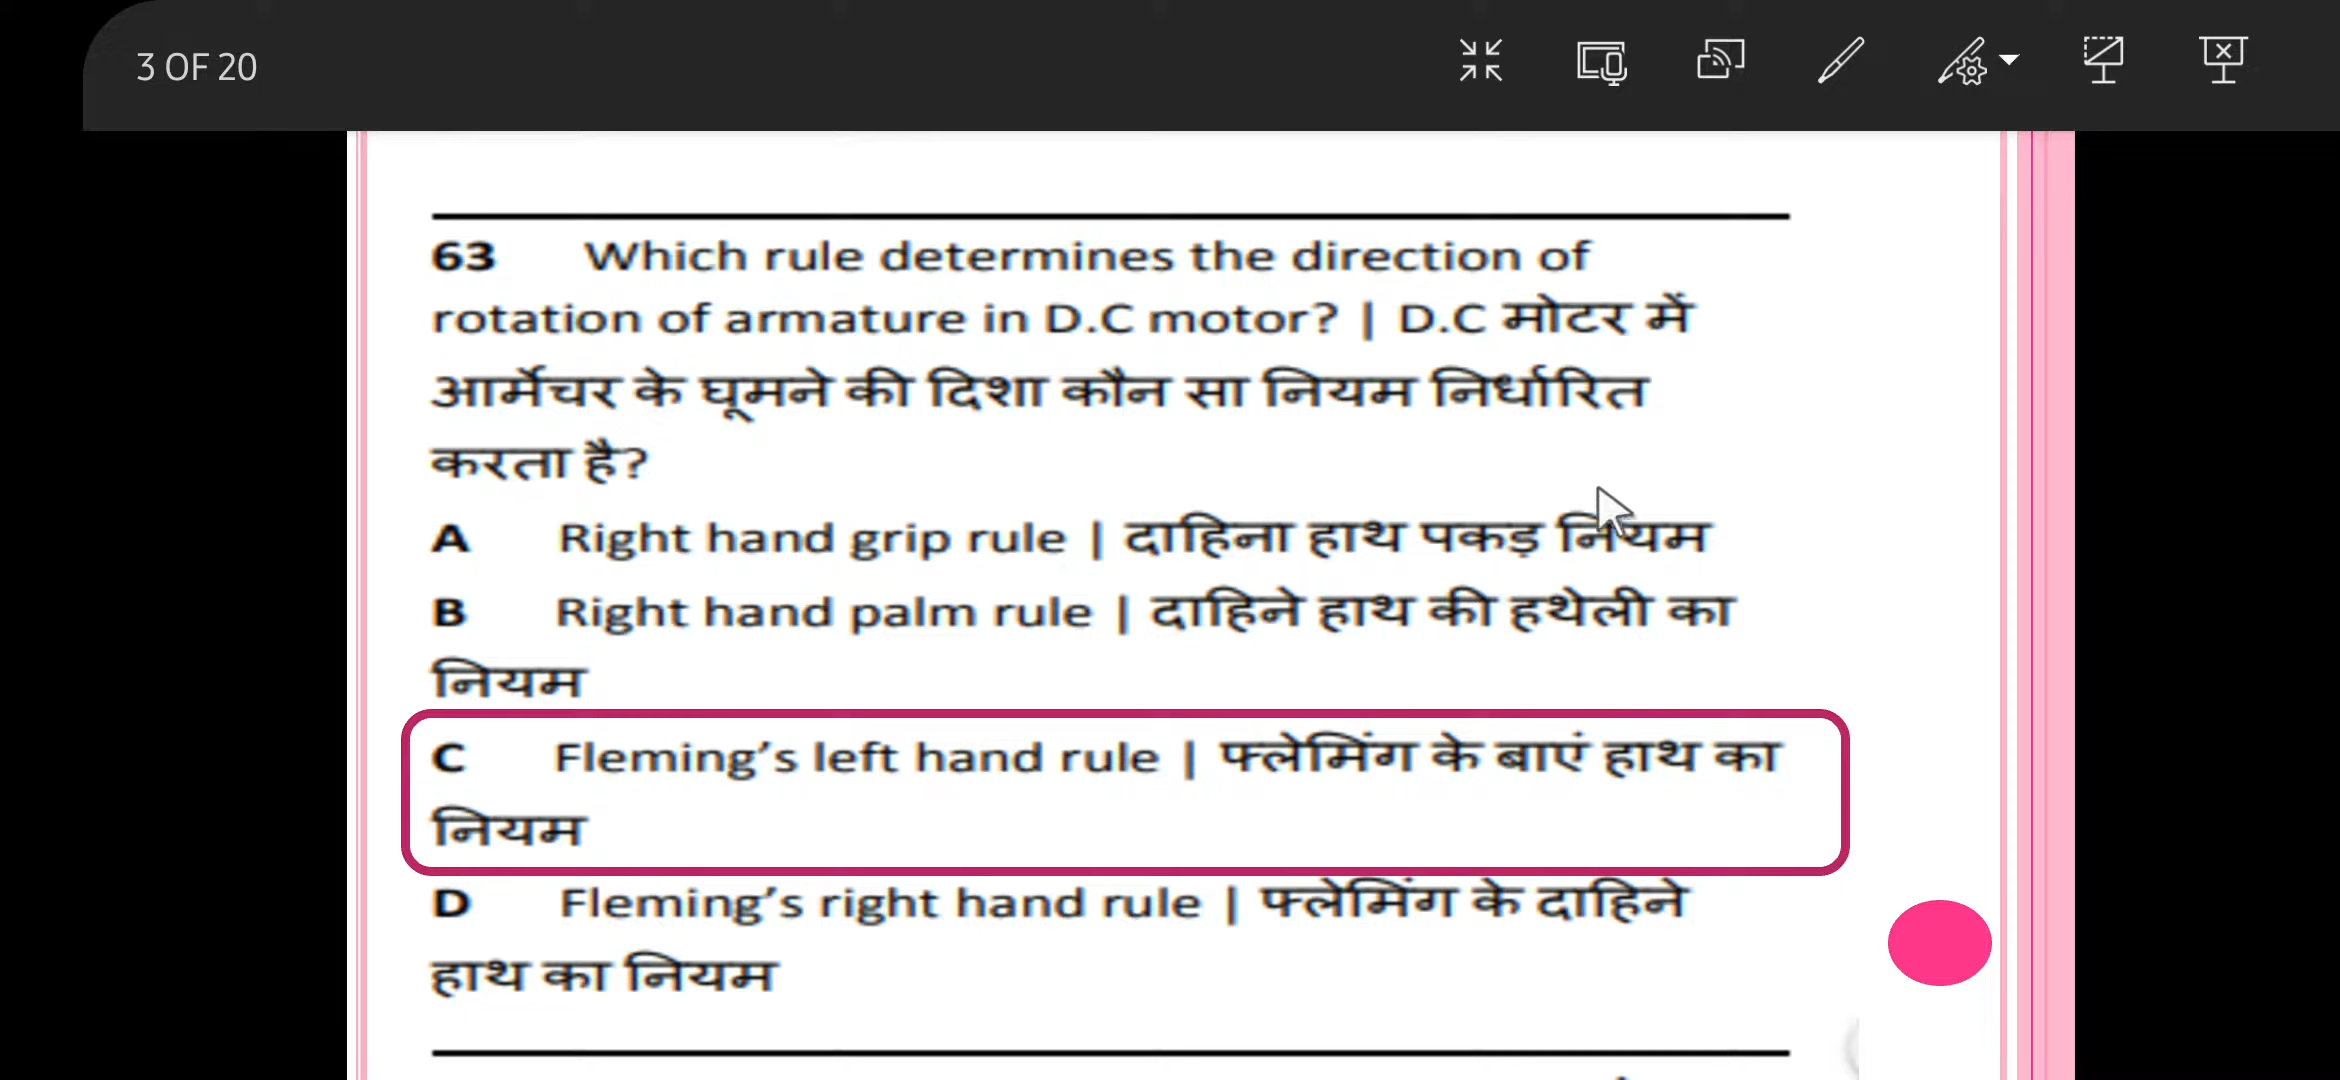 3 OF 20
63 Which rule determines the direction of
rotation of armature in D.C motor? | D.C मोटर में
आर्मेचर के घूमने की दिशा कौन सा नियम निर्धारित
करता है?
A Right hand grip rule | दाहिना हाथ पकड़ नियम
B Right hand palm rule | दाहिने हाथ की हथेली का
नियम
C Fleming’s left hand rule | फ्लेमिंग के बाएं हाथ का
नियम
D Fleming’s right hand rule | फ्लेमिंग के दाहिने
हाथ का नियम